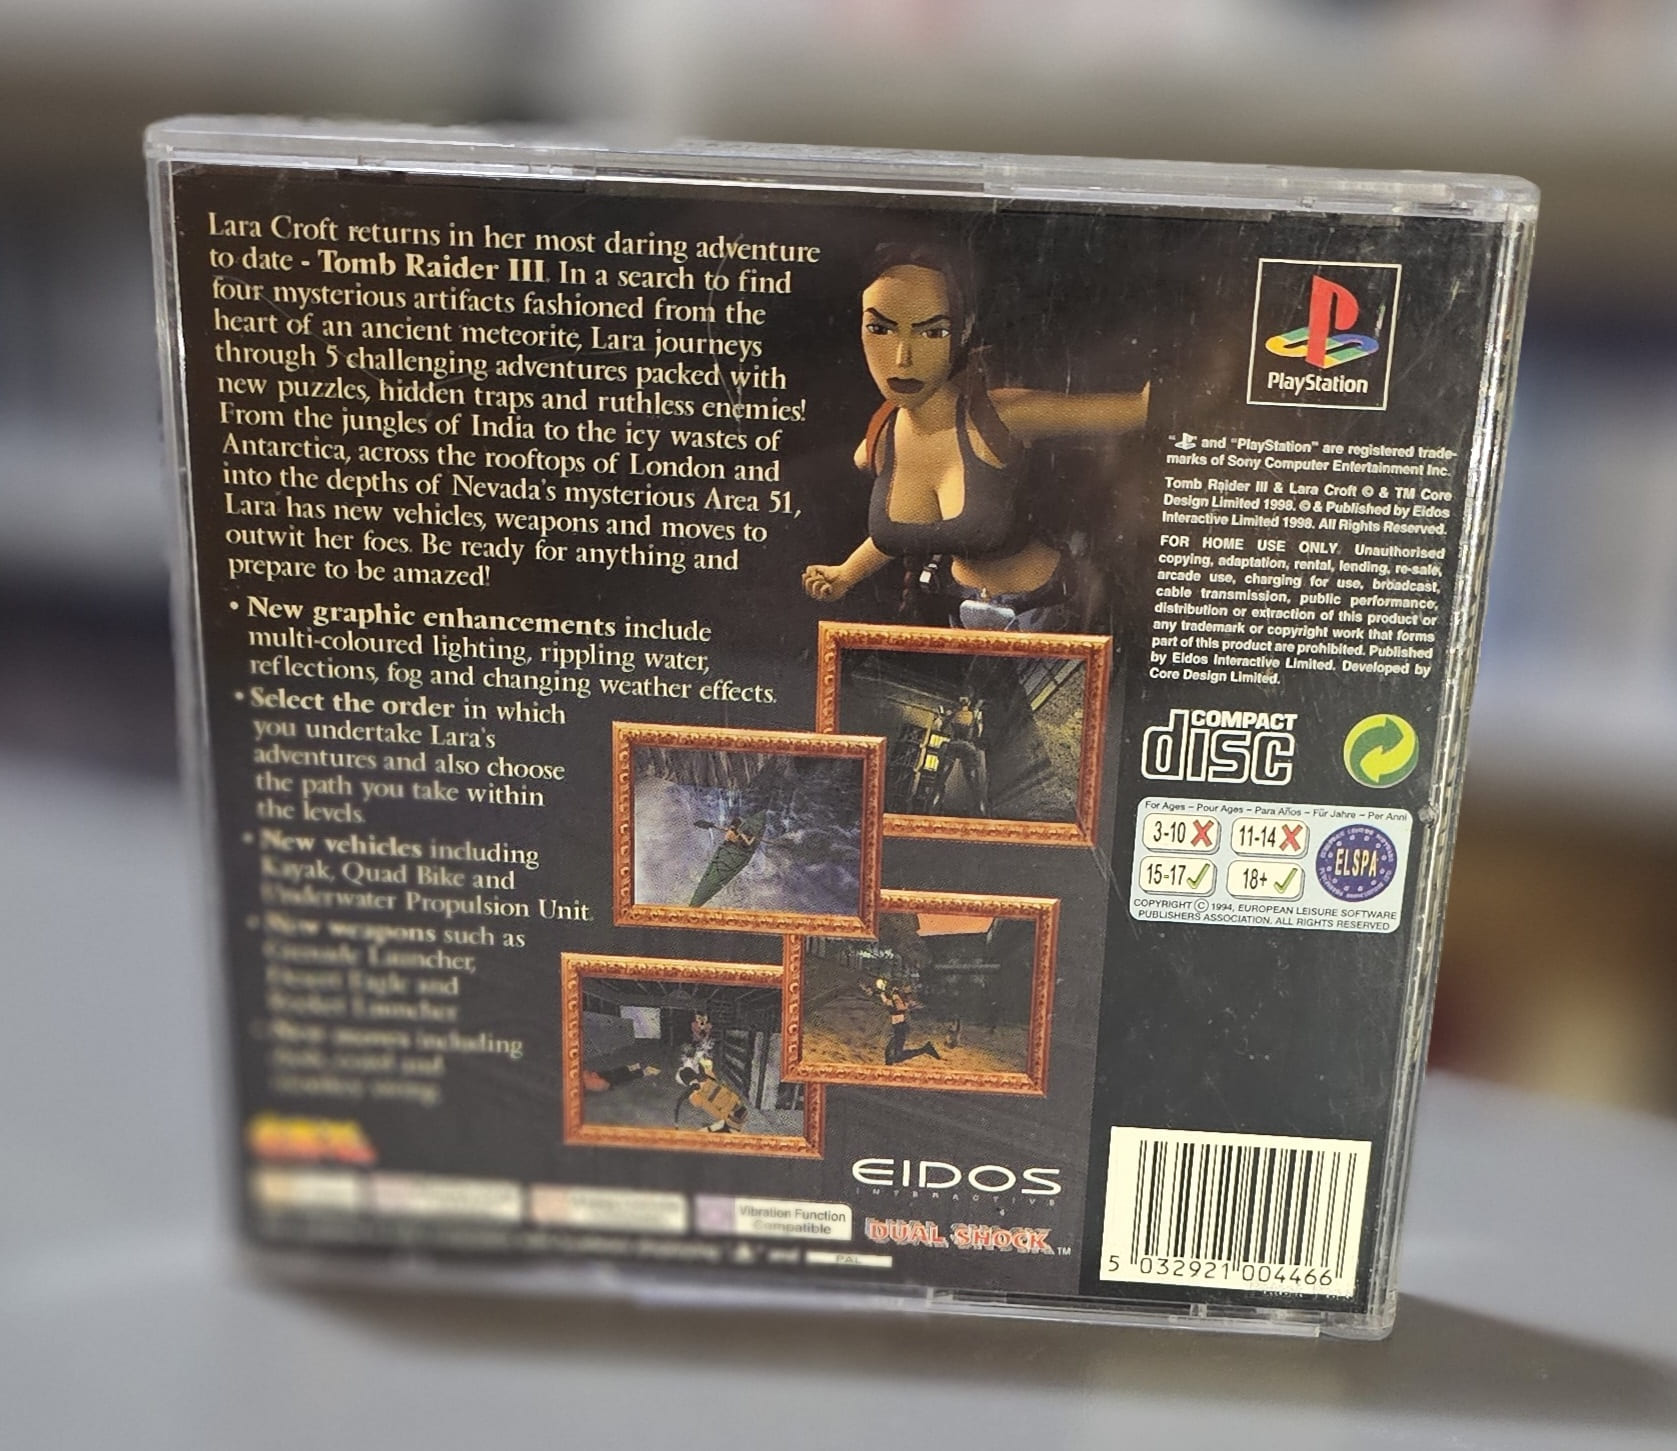 Lara Croft returns in her most daring adventure
to date - Tomb Raider III. In a search to find
four mysterious artifacts fashioned from the
heart of an ancient meteorite, Lara journeys
through 5 challenging adventures packed with
new puzzles, hidden traps and ruthless enemies!
From the jungles of India to the icy wastes of
Antarctica, across the rooftops of London and
into the depths of Nevada's mysterious Area 51,
Lara has new vehicles, weapons and moves to
outwit her foes. Be ready for anything and
prepare to be amazed!
• New graphic enhancements include
multi-coloured lighting, rippling water,
reflections, fog and changing weather effects.
• Select the order in which
you undertake Lara's
adventures and also choose
the path you take within
the levels.
• New vehicles including
Kayak, Quad Bike and
Underwater Propulsion Unit.
• New weapons such as
Grenade Launcher,
Desert Eagle and
Rocket Launcher
including
and
EIDOS
INTERACTIVE
Vibration Function
Compatible
DUAL SHOCK™
and
PAL
PlayStation
" " and "PlayStation" are registered trade-
marks of Sony Computer Entertainment Inc.
Tomb Raider III & Lara Croft © & TM Core
Design Limited 1998. © & Published by Eidos
Interactive Limited 1998. All Rights Reserved.
FOR HOME USE ONLY. Unauthorised
copying, adaptation, rental, lending, re-sale,
arcade use, charging for use, broadcast,
cable transmission, public performance,
distribution or extraction of this product or
any trademark or copyright work that forms
part of this product are prohibited. Published
by Eidos Interactive Limited. Developed by
Core Design Limited.
COMPACT
disc
For Ages – Pour Ages – Para Años – Für Jahre – Per Anni
3-10 11-14
15-17 18+
ELSPA
COPYRIGHT © 1994, EUROPEAN LEISURE SOFTWARE
PUBLISHERS ASSOCIATION. ALL RIGHTS RESERVED
5 032921 004466